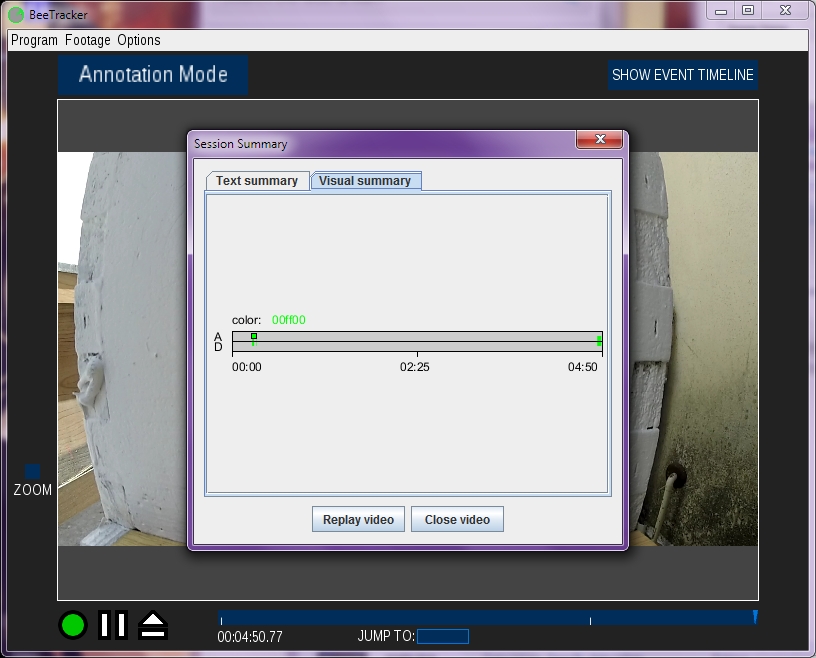 BeeTracker
Program Footage Options
Annotation Mode
SHOW EVENT TIMELINE
Session Summary
Text summary
Visual summary
color: 00ff00
A
D
00:00 02:25 04:50
ZOOM
Replay video
Close video
00:04:50.77
JUMP TO: